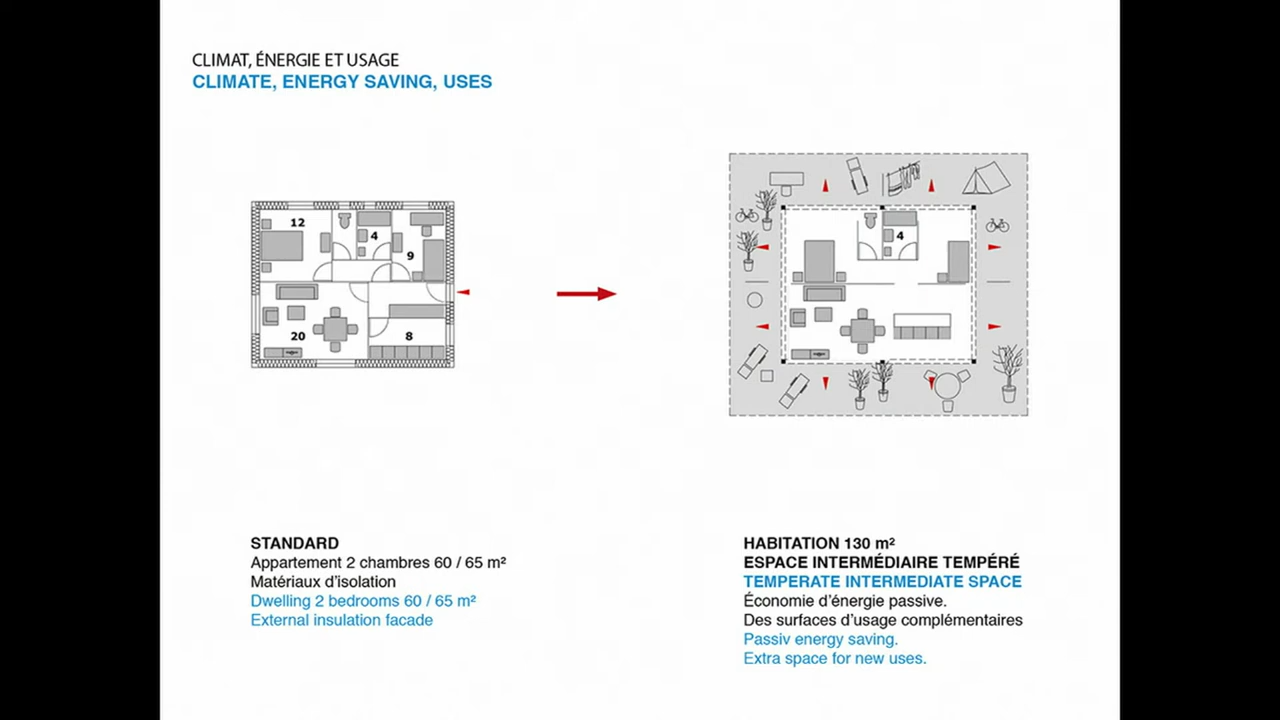 CLIMAT, ÉNERGIE ET USAGE
CLIMATE, ENERGY SAVING, USES
12
4
9
20
8
4
STANDARD
Appartement 2 chambres 60 / 65 m²
Matériaux d'isolation
Dwelling 2 bedrooms 60 / 65 m²
External insulation facade
HABITATION 130 m²
ESPACE INTERMÉDIAIRE TEMPÉRÉ
TEMPERATE INTERMEDIATE SPACE
Économie d'énergie passive.
Des surfaces d'usage complémentaires
Passiv energy saving.
Extra space for new uses.